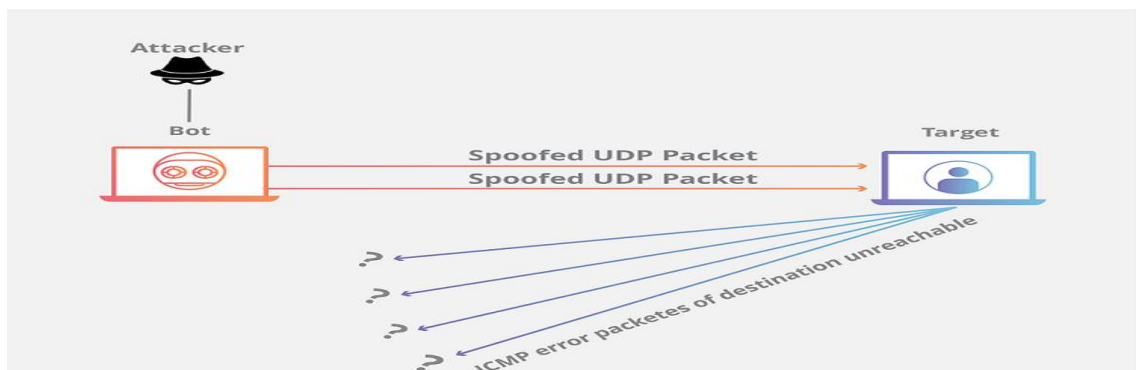 Attacker
Bot
Target
Spoofed UDP Packet
Spoofed UDP Packet
?
?
?
?
ICMP error packetes of destination unreachable